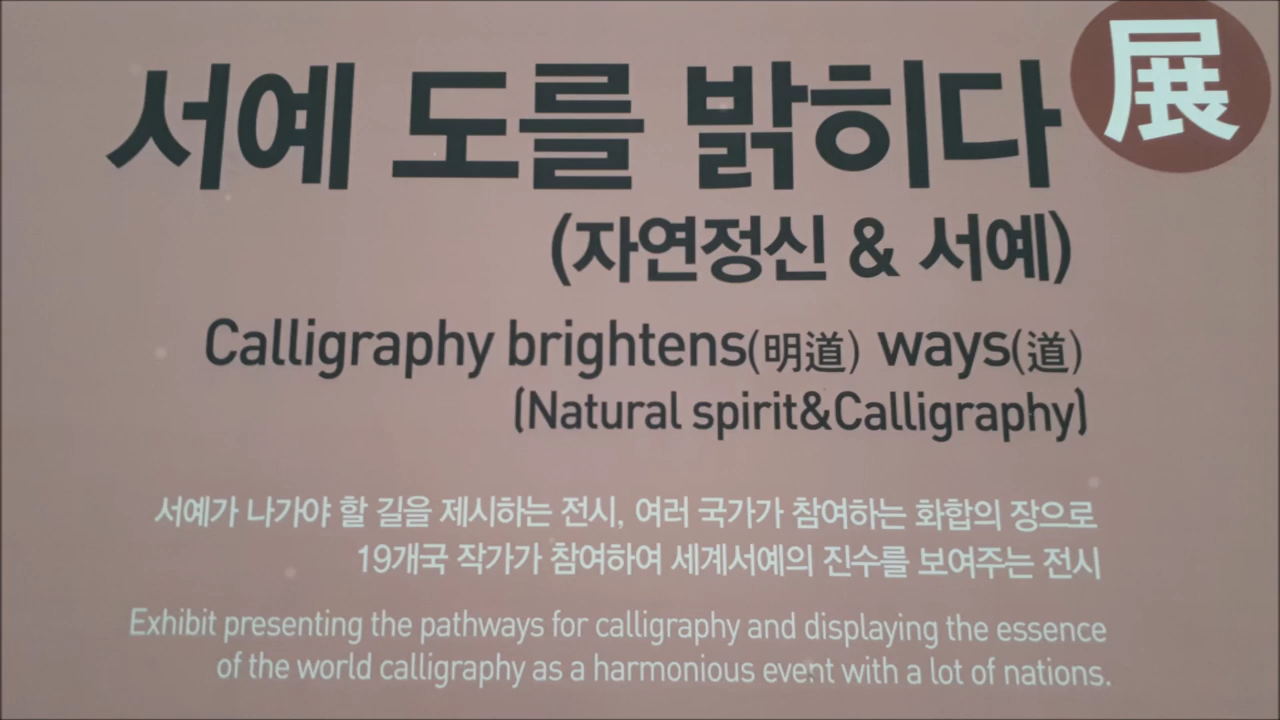 서예 도를 밝히다 展
(자연정신 & 서예)
Calligraphy brightens(明道) ways(道)
(Natural spirit&Calligraphy)
서예가 나가야 할 길을 제시하는 전시, 여러 국가가 참여하는 화합의 장으로
19개국 작가가 참여하여 세계서예의 진수를 보여주는 전시
Exhibit presenting the pathways for calligraphy and displaying the essence
of the world calligraphy as a harmonious event with a lot of nations.